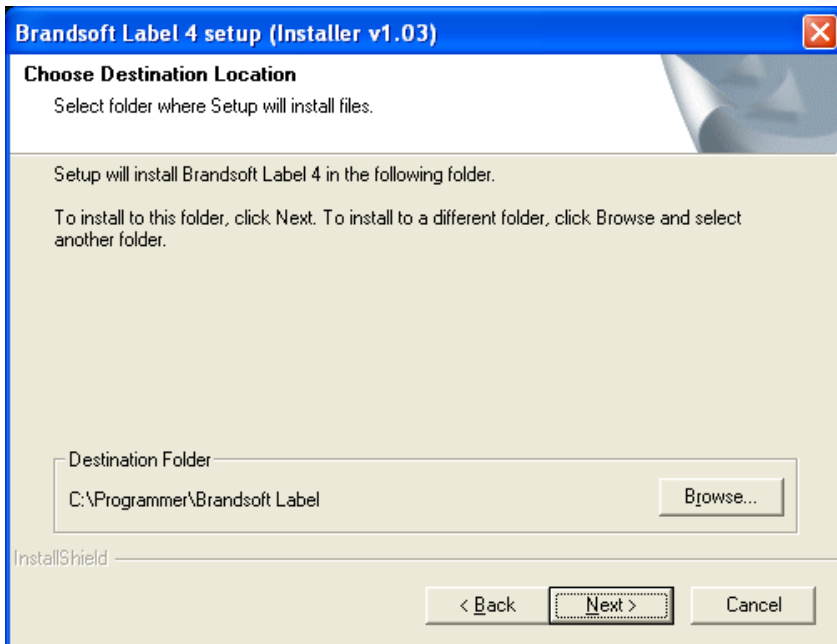 Brandsoft Label 4 setup (Installer v1.03)
Choose Destination Location
Select folder where Setup will install files.
Setup will install Brandsoft Label 4 in the following folder.
To install to this folder, click Next. To install to a different folder, click Browse and select
another folder.
Destination Folder
C:\Programmer\Brandsoft Label
Browse...
InstallShield
< Back
Next >
Cancel